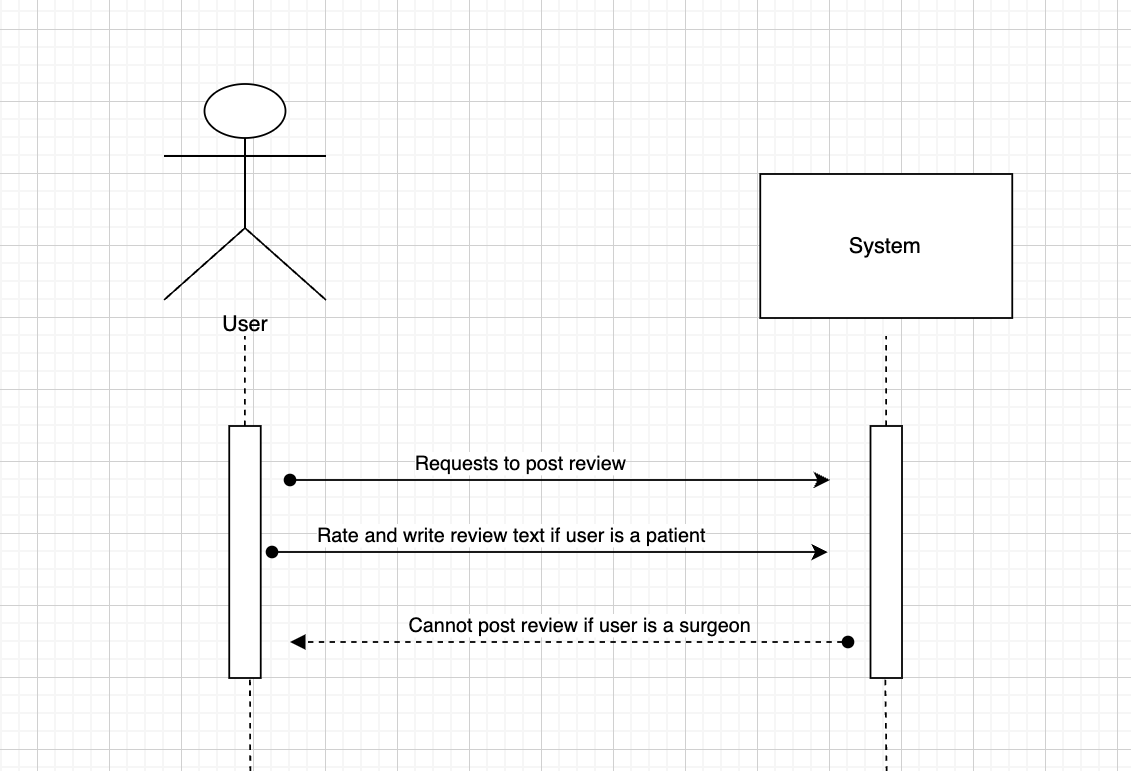 User
System
Requests to post review
Rate and write review text if user is a patient
Cannot post review if user is a surgeon